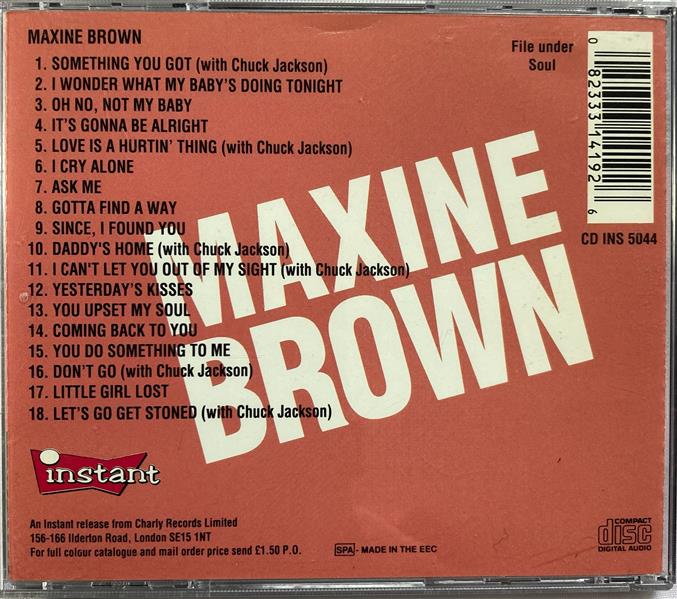 MAXINE BROWN
1. SOMETHING YOU GOT (with Chuck Jackson)
2. I WONDER WHAT MY BABY'S DOING TONIGHT
3. OH NO, NOT MY BABY
4. IT'S GONNA BE ALRIGHT
5. LOVE IS A HURTIN' THING (with Chuck Jackson)
6. I CRY ALONE
7. ASK ME
8. GOTTA FIND A WAY
9. SINCE, I FOUND YOU
10. DADDY'S HOME (with Chuck Jackson)
11. I CAN'T LET YOU OUT OF MY SIGHT (with Chuck Jackson)
12. YESTERDAY'S KISSES
13. YOU UPSET MY SOUL
14. COMING BACK TO YOU
15. YOU DO SOMETHING TO ME
16. DON'T GO (with Chuck Jackson)
17. LITTLE GIRL LOST
18. LET'S GO GET STONED (with Chuck Jackson)
File under
Soul
0 82333 14192 6
CD INS 5044
MAXINE
BROWN
instant
An Instant release from Charly Records Limited
156-166 Ilderton Road, London SE15 1NT
For full colour catalogue and mail order price send £1.50 P.O.
SPA - MADE IN THE EEC
COMPACT
disc
DIGITAL AUDIO